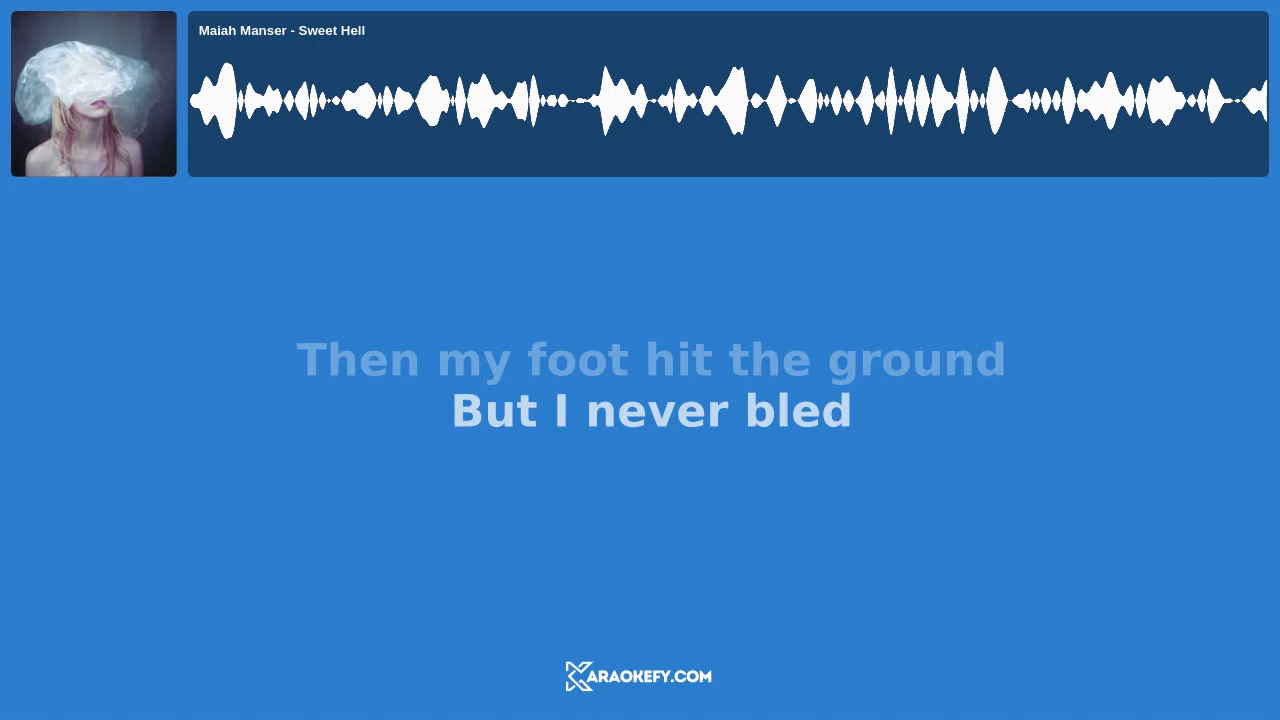 Maiah Manser - Sweet Hell
Then my foot hit the ground
But I never bled
KARAOKEFY.COM